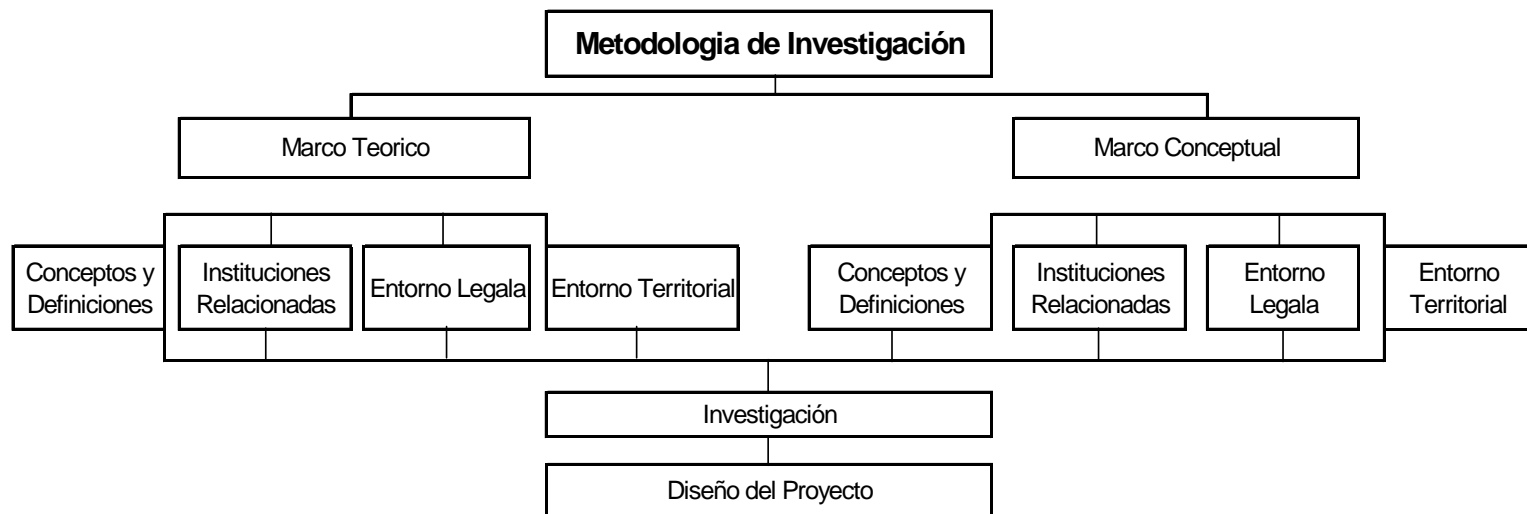 Metodologia de Investigación
Marco Teorico
Marco Conceptual
Conceptos y
Definiciones
Instituciones
Relacionadas
Entorno Legala
Entorno Territorial
Conceptos y
Definiciones
Instituciones
Relacionadas
Entorno
Legala
Entorno
Territorial
Investigación
Diseño del Proyecto